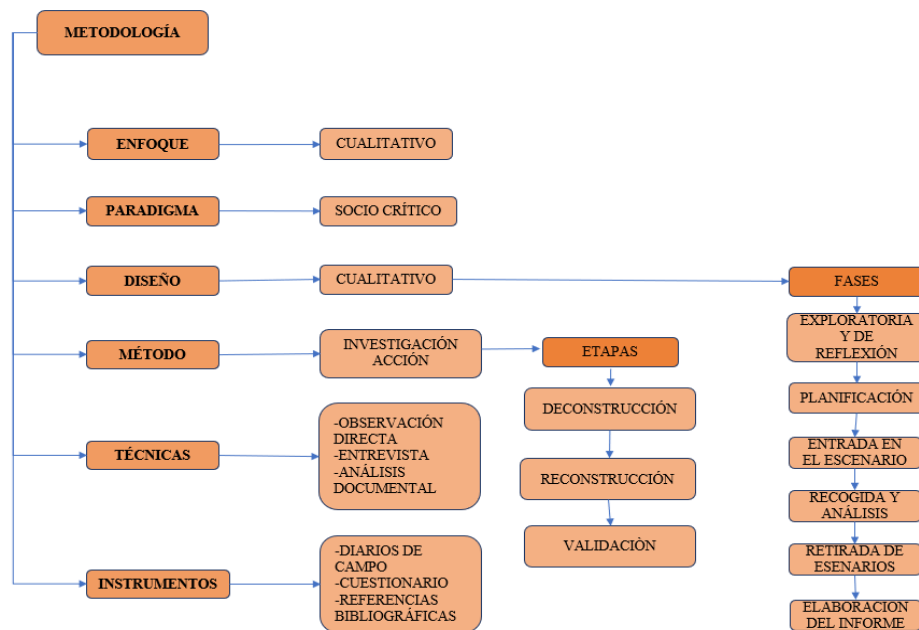 METODOLOGÍA
ENFOQUE
CUALITATIVO
PARADIGMA
SOCIO CRÍTICO
DISEÑO
CUALITATIVO
FASES
EXPLORATORIA
Y DE
REFLEXIÓN
MÉTODO
INVESTIGACIÓN
ACCIÓN
ETAPAS
DECONSTRUCCIÓN
RECONSTRUCCIÓN
VALIDACIÒN
PLANIFICACIÓN
ENTRADA EN
EL ESCENARIO
RECOGIDA Y
ANÁLISIS
RETIRADA DE
ESENARIOS
ELABORACION
DEL INFORME
TÉCNICAS
-OBSERVACIÓN
DIRECTA
-ENTREVISTA
-ANÁLISIS
DOCUMENTAL
INSTRUMENTOS
-DIARIOS DE
CAMPO
-CUESTIONARIO
-REFERENCIAS
BIBLIOGRÁFICAS